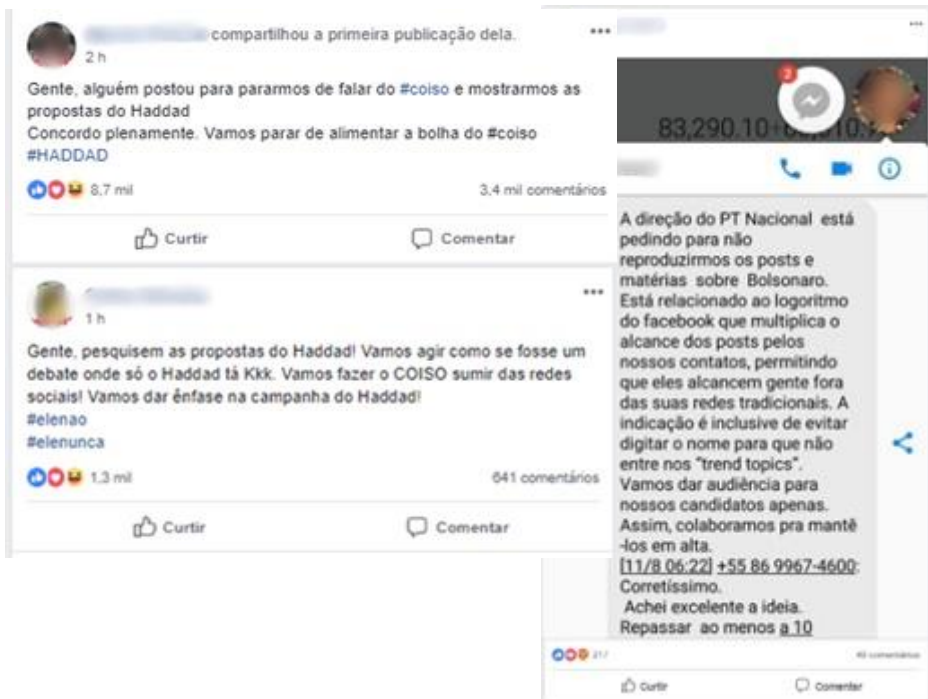 compartilhou a primeira publicação dela.
2 h
Gente, alguém postou para pararmos de falar do #coiso e mostrarmos as
propostas do Haddad
Concordo plenamente. Vamos parar de alimentar a bolha do #coiso
#HADDAD
8,7 mil
3,4 mil comentários
Curtir
Comentar
1 h
Gente, pesquisem as propostas do Haddad! Vamos agir como se fosse um
debate onde só o Haddad tá Kkk. Vamos fazer o COISO sumir das redes
sociais! Vamos dar ênfase na campanha do Haddad!
#elenao
#elenunca
1,3 mil
641 comentários
Curtir
Comentar
83,290.10+6
A direção do PT Nacional está
pedindo para não
reproduzirmos os posts e
matérias sobre Bolsonaro.
Está relacionado ao logoritmo
do facebook que multiplica o
alcance dos posts pelos
nossos contatos, permitindo
que eles alcancem gente fora
das suas redes tradicionais. A
indicação é inclusive de evitar
digitar o nome para que não
entre nos "trend topics".
Vamos dar audiência para
nossos candidatos apenas.
Assim, colaboramos pra mantê
-los em alta.
[11/8 06:22] +55 86 9967-4600:
Corretíssimo.
Achei excelente a ideia.
Repassar ao menos a 10
217
comentários
Curtir
Comentar